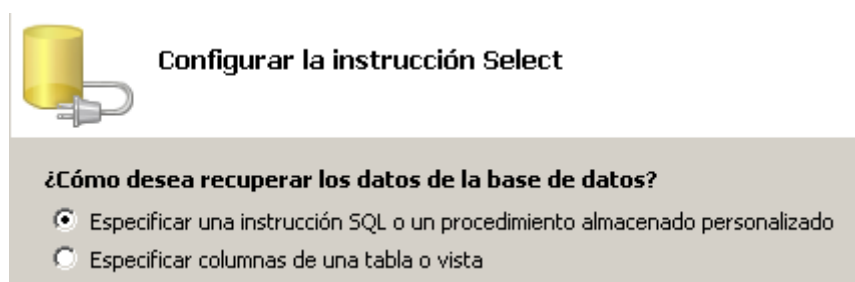 Configurar la instrucción Select
¿Cómo desea recuperar los datos de la base de datos?
Especificar una instrucción SQL o un procedimiento almacenado personalizado
Especificar columnas de una tabla o vista